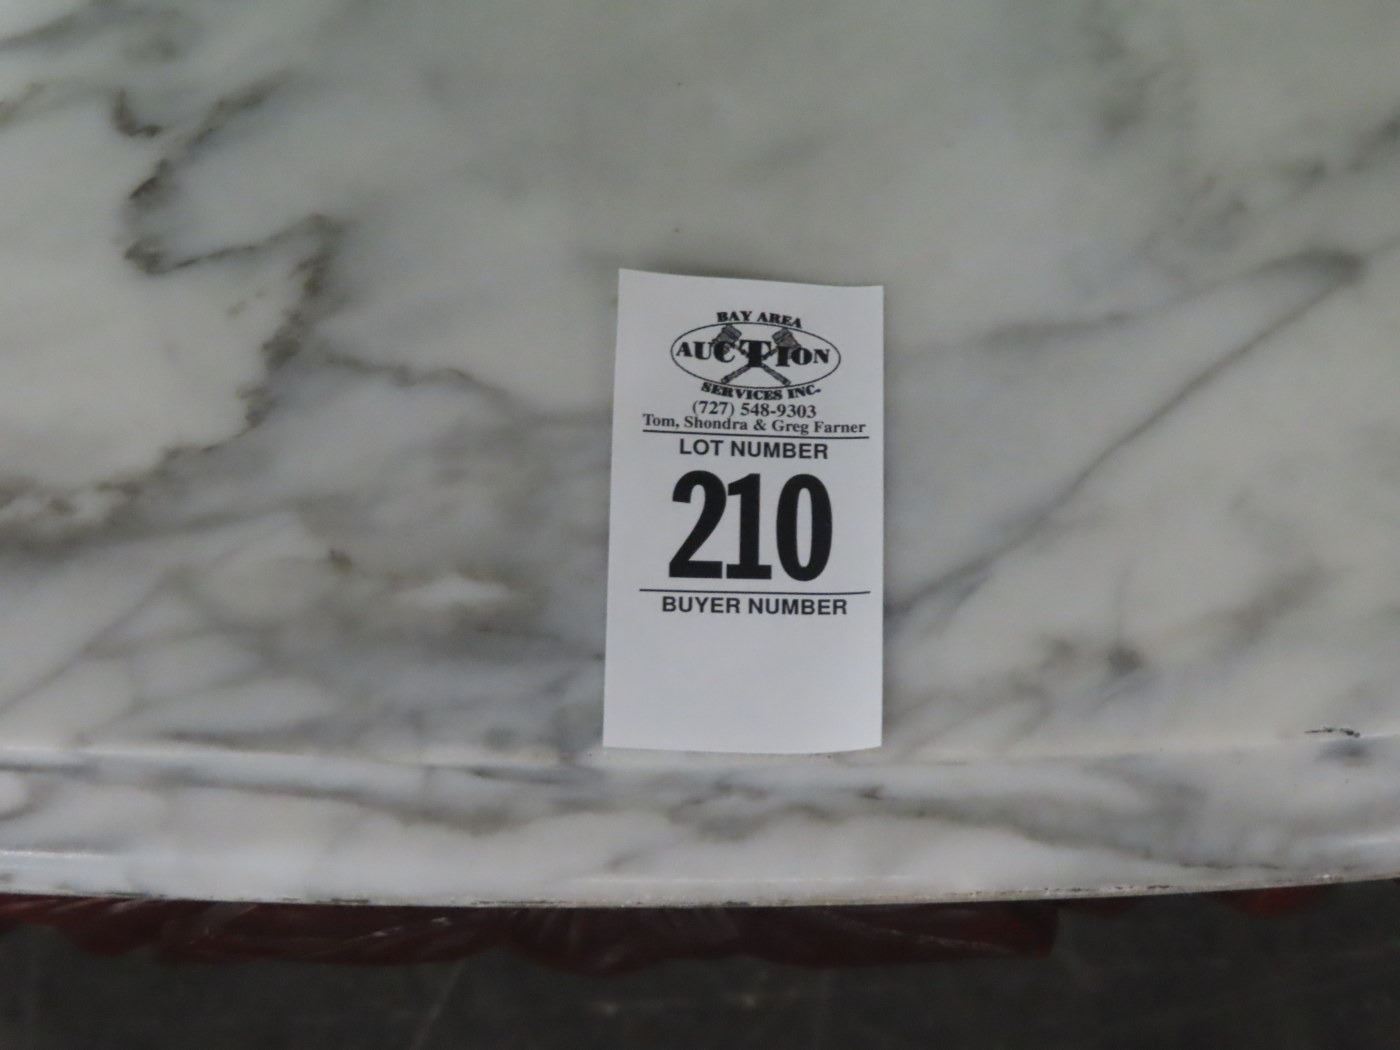 BAY AREA
AUCTION
SERVICES INC.
(727) 548-9303
Tom, Shondra & Greg Farner
LOT NUMBER
210
BUYER NUMBER